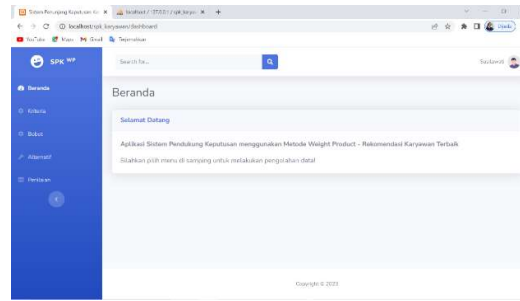 Sistem Penunjang Keputusan Ka
localhost / 127.0.0.1 / spk_karyaw
localhost/spk_karyawan/dashboard
YouTube Maps Gmail Terjemahkan
SPK WP
Search for...
Beranda
Beranda
Kriteria
Bobot
Alternatif
Penilaian
Selamat Datang
Aplikasi Sistem Pendukung Keputusan menggunakan Metode Weight Product - Rekomendasi Karyawan Terbaik
Silahkan pilih menu di samping untuk melakukan pengolahan data!
Copyright © 2023